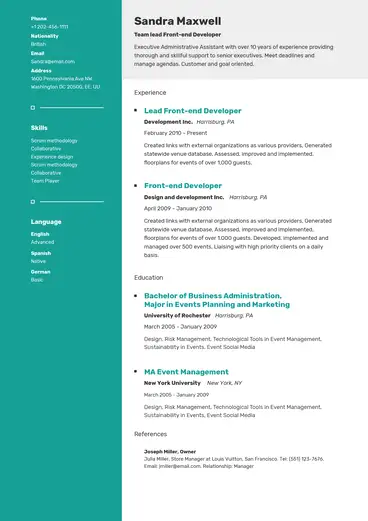 Phone
+1 202-456-1111
Nationality
British
Email
Sandra@email.com
Address
1600 Pennsylvania Ave NW,
Washington DC 20500, EE. UU
Skills
Scrum methodology
Collaborative
Experience design
Scrum methodology
Collaborative
Team Player
Language
English
Advanced
Spanish
Native
German
Basic
Sandra Maxwell
Team lead Front-end Developer
Executive Administrative Assistant with over 10 years of experience providing
thorough and skillful support to senior executives. Meet deadlines and
manage agendas. Customer and goal oriented.
Experience
Lead Front-end Developer
Development Inc. Harrisburg, PA
February 2010 – Present
Created links with external organizations as various providers. Generated
statewide venue database. Assessed, improved and implemented,
floorplans for events of over 1,000 guests.
Front-end Developer
Design and development Inc. Harrisburg, PA
April 2009 – January 2010
Created links with external organizations as various providers. Generated
statewide venue database. Assessed, improved and implemented,
floorplans for events of over 1,000 guests. Developed, implemented and
managed over 500 events. Liaising with high priority clients on a daily
basis.
Education
Bachelor of Business Administration,
Major in Events Planning and Marketing
University of Rochester Harrisburg, PA
March 2005 - January 2009
Design, Risk Management, Technological Tools in Event Management,
Sustainability in Events, Event Social Media
MA Event Management
New York University New York, NY
March 2005 - January 2009
Design, Risk Management, Technological Tools in Event Management,
Sustainability in Events, Event Social Media
References
Joseph Miller, Owner
Julia Miller, Store Manager at Louis Vuitton, San Francisco. Tel: (551) 123-7676,
Email: jmiller@email.com. Relationship: Manager